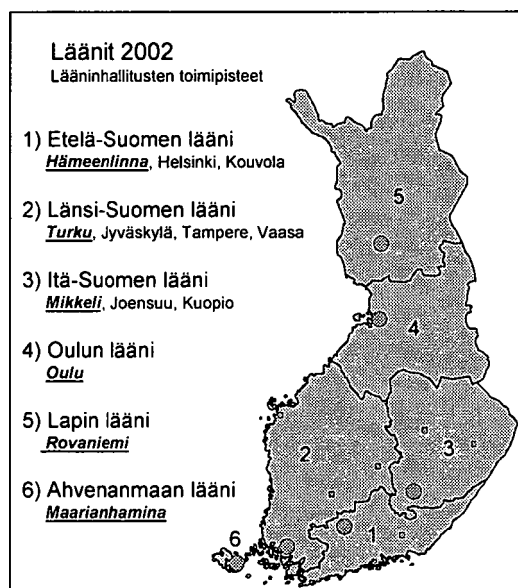 Läänit 2002
Lääninhallitusten toimipisteet
1) Etelä-Suomen lääni
Hämeenlinna, Helsinki, Kouvola
2) Länsi-Suomen lääni
Turku, Jyväskylä, Tampere, Vaasa
3) Itä-Suomen lääni
Mikkeli, Joensuu, Kuopio
4) Oulun lääni
Oulu
5) Lapin lääni
Rovaniemi
6) Ahvenanmaan lääni
Maarianhamina
5
4
3
2
1
6